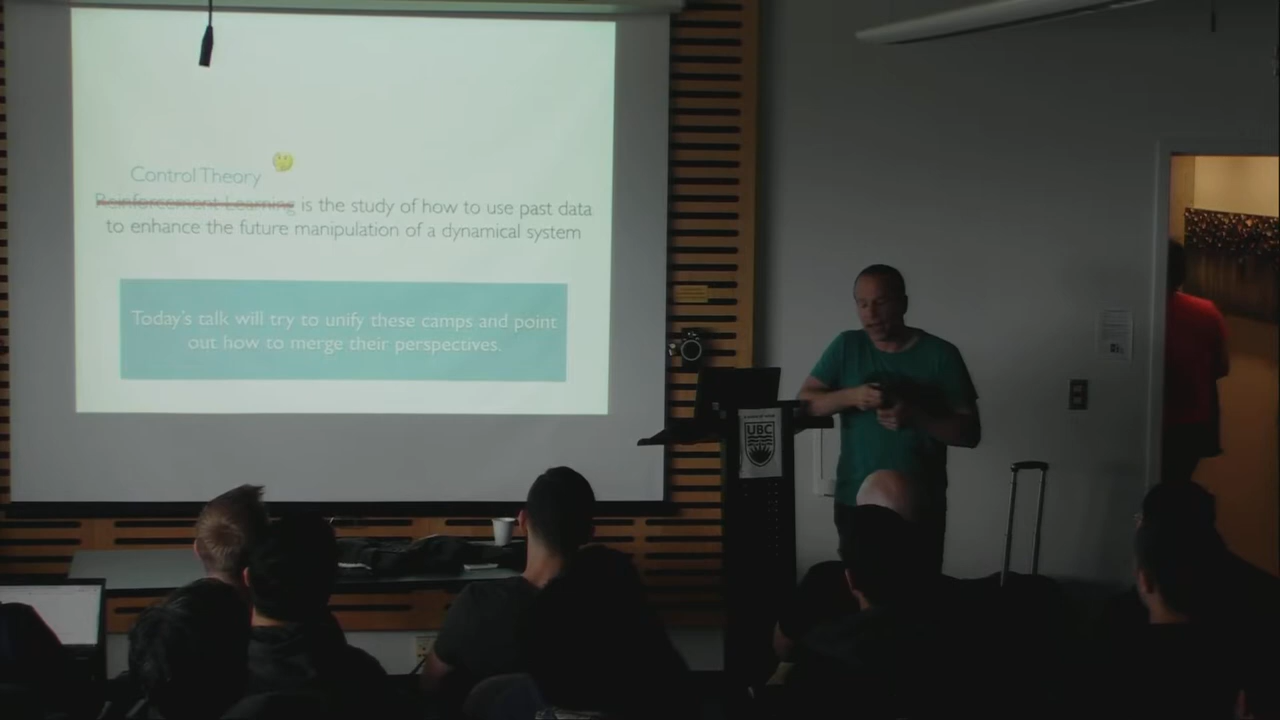 Control Theory
Reinforcement Learning is the study of how to use past data
to enhance the future manipulation of a dynamical system
Today's talk will try to unify these camps and point
out how to merge their perspectives.
UBC